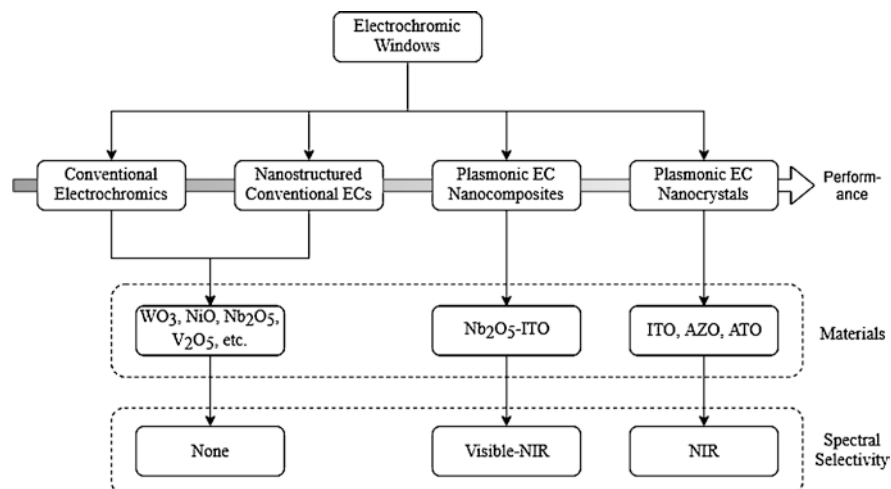 Electrochromic
Windows
Conventional
Electrochromics
Nanostructured
Conventional ECs
Plasmonic EC
Nanocomposites
Plasmonic EC
Nanocrystals
Perform-
ance
WO3, NiO, Nb2O5,
V2O5, etc.
Nb2O5-ITO
ITO, AZO, ATO
Materials
None
Visible-NIR
NIR
Spectral
Selectivity